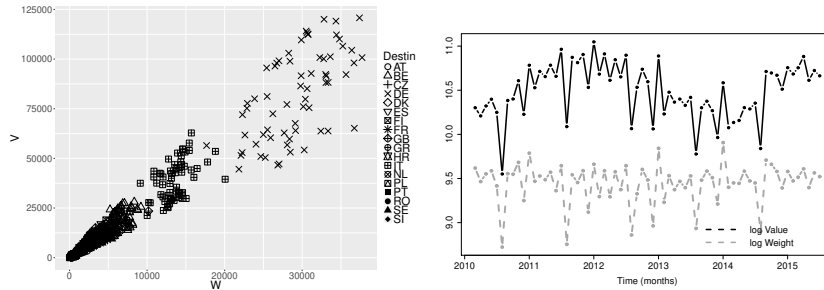 125000
100000
75000
50000
25000
0
V
0
10000
20000
30000
W
Destin
AT
BE
CZ
DE
DK
ES
FI
FR
GB
GR
HR
IT
NL
PL
PT
RO
SE
SI
11.0
10.5
10.0
9.5
9.0
2010
2011
2012
2013
2014
2015
Time (months)
log Value
log Weight